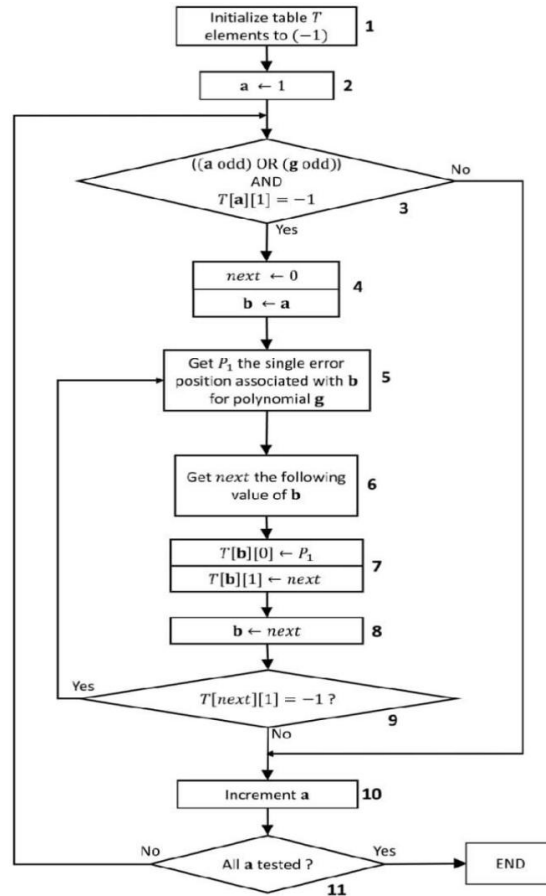 Initialize table T
elements to (−1)
1
a ← 1
2
((a odd) OR (g odd))
AND
T[a][1] = −1
No
3
Yes
next ← 0
4
b ← a
Get P₁ the single error
position associated with b
for polynomial g
5
Get next the following
value of b
6
T[b][0] ← P₁
7
T[b][1] ← next
b ← next
8
Yes
T[next][1] = −1 ?
9
No
Increment a
10
No
All a tested ?
Yes
END
11